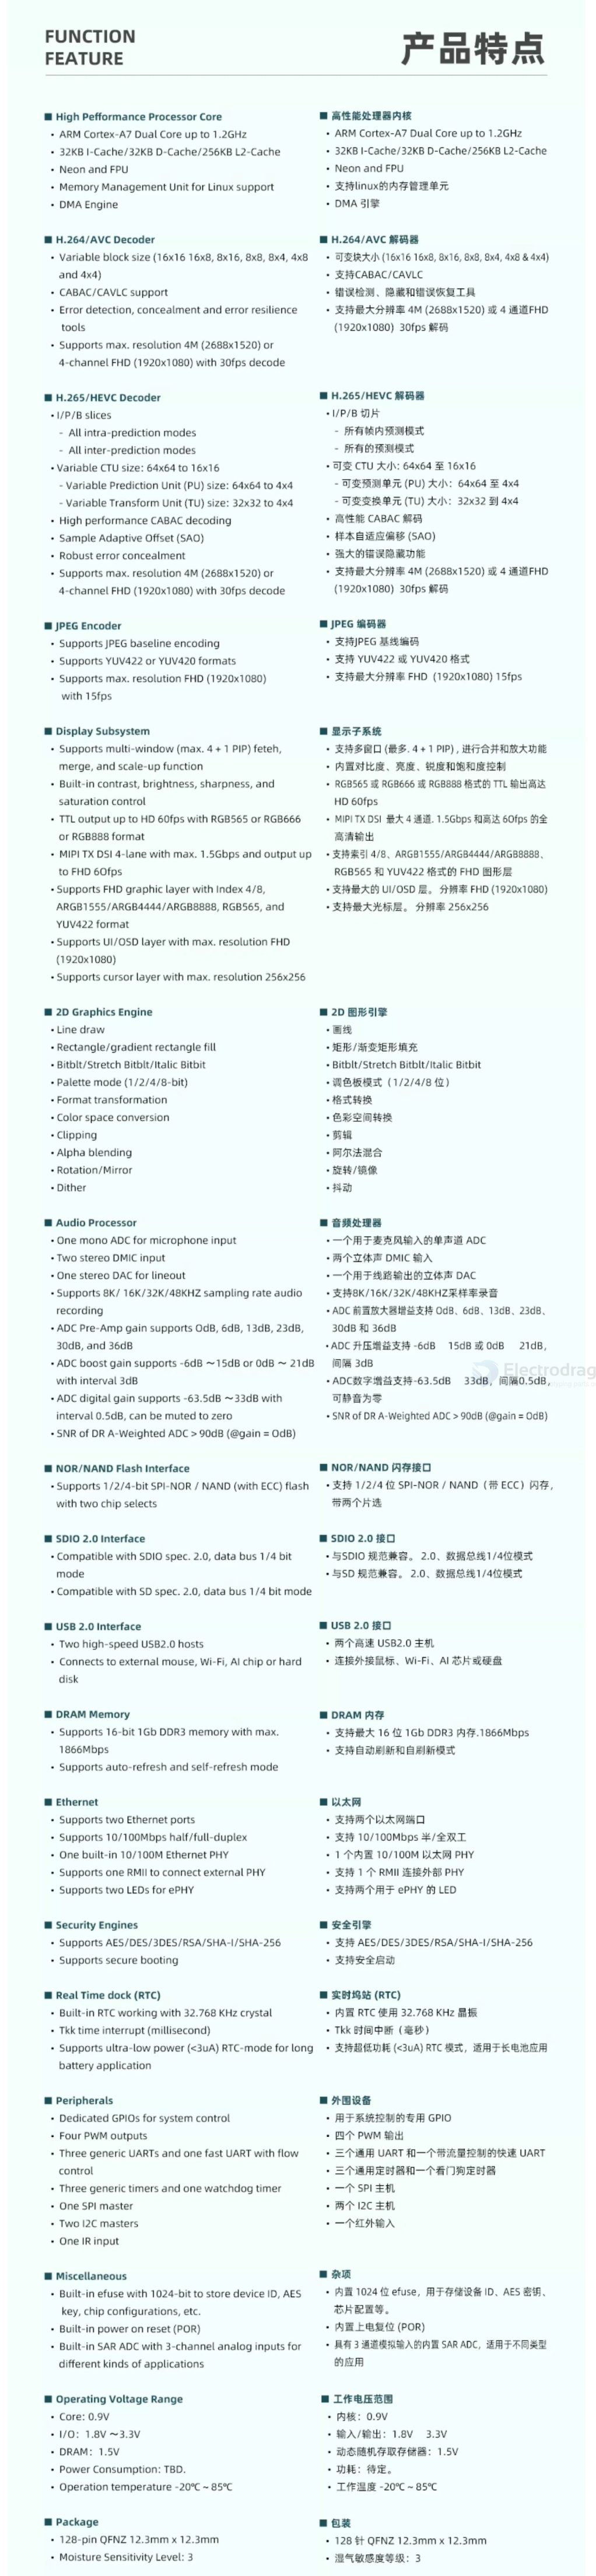 FUNCTION
FEATURE
产品特点
■ High Pefformance Processor Core
• ARM Cortex-A7 Dual Core up to 1.2GHz
• 32KB I-Cache/32KB D-Cache/256KB L2-Cache
• Neon and FPU
• Memory Management Unit for Linux support
• DMA Engine
■ H.264/AVC Decoder
• Variable block size (16x16 16x8, 8x16, 8x8, 8x4, 4x8
and 4x4)
• CABAC/CAVLC support
• Error detection, concealment and error resilience
tools
• Supports max. resolution 4M (2688x1520) or
4-channel FHD (1920x1080) with 30fps decode
■ H.265/HEVC Decoder
• I/P/B slices
- All intra-prediction modes
- All inter-prediction modes
• Variable CTU size: 64x64 to 16x16
- Variable Prediction Unit (PU) size: 64x64 to 4x4
- Variable Transform Unit (TU) size: 32x32 to 4x4
• High performance CABAC decoding
• Sample Adaptive Offset (SAO)
• Robust error concealment
• Supports max. resolution 4M (2688x1520) or
4-channel FHD (1920x1080) with 30fps decode
■ JPEG Encoder
• Supports JPEG baseline encoding
• Supports YUV422 or YUV420 formats
• Supports max. resolution FHD (1920x1080)
with 15fps
■ Display Subsystem
• Supports multi-window (max. 4 + 1 PIP) feteh,
merge, and scale-up function
• Built-in contrast, brightness, sharpness, and
saturation control
• TTL output up to HD 60fps with RGB565 or RGB666
or RGB888 format
• MIPI TX DSI 4-lane with max. 1.5Gbps and output up
to FHD 6Ofps
• Supports FHD graphic layer with Index 4/8,
ARGB1555/ARGB4444/ARGB8888, RGB565, and
YUV422 format
• Supports UI/OSD layer with max. resolution FHD
(1920x1080)
• Supports cursor layer with max. resolution 256x256
■ 2D Graphics Engine
• Line draw
• Rectangle/gradient rectangle fill
• Bitblt/Stretch Bitblt/Italic Bitbit
• Palette mode (1/2/4/8-bit)
• Format transformation
• Color space conversion
• Clipping
• Alpha blending
• Rotation/Mirror
• Dither
■ Audio Processor
• One mono ADC for microphone input
• Two stereo DMIC input
• One stereo DAC for lineout
• Supports 8K/ 16K/32K/48KHZ sampling rate audio
recording
• ADC Pre-Amp gain supports OdB, 6dB, 13dB, 23dB,
30dB, and 36dB
• ADC boost gain supports -6dB ～15dB or 0dB ～ 21dB
with interval 3dB
• ADC digital gain supports -63.5dB ～33dB with
interval 0.5dB, can be muted to zero
• SNR of DR A-Weighted ADC > 90dB (@gain = OdB)
■ NOR/NAND Flash Interface
• Supports 1/2/4-bit SPI-NOR / NAND (with ECC) flash
with two chip selects
■ SDIO 2.0 Interface
• Compatible with SDIO spec. 2.0, data bus 1/4 bit
mode
• Compatible with SD spec. 2.0, data bus 1/4 bit mode
■ USB 2.0 Interface
• Two high-speed USB2.0 hosts
• Connects to external mouse, Wi-Fi, AI chip or hard
disk
■ DRAM Memory
• Supports 16-bit 1Gb DDR3 memory with max.
1866Mbps
• Supports auto-refresh and self-refresh mode
■ Ethernet
• Supports two Ethernet ports
• Supports 10/100Mbps half/full-duplex
• One built-in 10/100M Ethernet PHY
• Supports one RMII to connect external PHY
• Supports two LEDs for ePHY
■ Security Engines
• Supports AES/DES/3DES/RSA/SHA-I/SHA-256
• Supports secure booting
■ Real Time dock (RTC)
• Built-in RTC working with 32.768 KHz crystal
• Tkk time interrupt (millisecond)
• Supports ultra-low power (<3uA) RTC-mode for long
battery application
■ Peripherals
• Dedicated GPIOs for system control
• Four PWM outputs
• Three generic UARTs and one fast UART with flow
control
• Three generic timers and one watchdog timer
• One SPI master
• Two I2C masters
• One IR input
■ Miscellaneous
• Built-in efuse with 1024-bit to store device ID, AES
key, chip configurations, etc.
• Built-in power on reset (POR)
• Built-in SAR ADC with 3-channel analog inputs for
different kinds of applications
■ Operating Voltage Range
• Core: 0.9V
• I/O: 1.8V ～3.3V
• DRAM: 1.5V
• Power Consumption: TBD.
• Operation temperature -20℃ ~ 85℃
■ Package
• 128-pin QFNZ 12.3mm x 12.3mm
• Moisture Sensitivity Level: 3
■ 高性能处理器内核
• ARM Cortex-A7 Dual Core up to 1.2GHz
• 32KB I-Cache/32KB D-Cache/256KB L2-Cache
• Neon and FPU
• 支持linux的内存管理单元
• DMA 引擎
■ H.264/AVC 解码器
• 可变块大小 (16x16 16x8, 8x16, 8x8, 8x4, 4x8 & 4x4)
• 支持CABAC/CAVLC
• 错误检测、隐藏和错误恢复工具
• 支持最大分辨率 4M (2688x1520) 或 4 通道FHD
(1920x1080) 30fps 解码
■ H.265/HEVC 解码器
• I/P/B 切片
- 所有帧内预测模式
- 所有的预测模式
• 可变 CTU 大小: 64x64 至 16x16
- 可变预测单元 (PU) 大小: 64x64 至 4x4
- 可变变换单元 (TU) 大小: 32x32 到 4x4
• 高性能 CABAC 解码
• 样本自适应偏移 (SAO)
• 强大的错误隐藏功能
• 支持最大分辨率 4M (2688x1520) 或 4 通道FHD
(1920x1080) 30fps 解码
■ JPEG 编码器
• 支持JPEG 基线编码
• 支持 YUV422 或 YUV420 格式
• 支持最大分辨率 FHD (1920x1080) 15fps
■ 显示子系统
• 支持多窗口 (最多. 4 + 1 PIP) , 进行合并和放大功能
• 内置对比度、亮度、锐度和饱和度控制
• RGB565 或 RGB666 或 RGB888 格式的 TTL 输出高达
HD 60fps
• MIPI TX DSI 最大 4 通道. 1.5Gbps 和高达 6Ofps 的全
高清输出
• 支持索引 4/8、ARGB1555/ARGB4444/ARGB8888、
RGB565 和 YUV422 格式的 FHD 图形层
• 支持最大的 UI/OSD 层。 分辨率 FHD (1920x1080)
• 支持最大光标层。 分辨率 256x256
■ 2D 图形引擎
• 画线
• 矩形/渐变矩形填充
• Bitblt/Stretch Bitblt/Italic Bitbit
• 调色板模式（1/2/4/8 位）
• 格式转换
• 色彩空间转换
• 剪辑
• 阿尔法混合
• 旋转/镜像
• 抖动
■ 音频处理器
• 一个用于麦克风输入的单声道 ADC
• 两个立体声 DMIC 输入
• 一个用于线路输出的立体声 DAC
• 支持8K/16K/32K/48KHZ采样率录音
• ADC 前置放大器增益支持 0dB、6dB、13dB、23dB、
30dB 和 36dB
• ADC 升压增益支持 -6dB 15dB 或 0dB 21dB，
间隔 3dB
• ADC数字增益支持-63.5dB 33dB，间隔0.5dB，
可静音为零
• SNR of DR A-Weighted ADC > 90dB (@gain = OdB)
■ NOR/NAND 闪存接口
• 支持 1/2/4 位 SPI-NOR / NAND（带 ECC）闪存，
带两个片选
■ SDIO 2.0 接口
• 与SDIO 规范兼容。 2.0、数据总线1/4位模式
• 与SD 规范兼容。 2.0、数据总线1/4位模式
■ USB 2.0 接口
• 两个高速 USB2.0 主机
• 连接外接鼠标、Wi-Fi、AI 芯片或硬盘
■ DRAM 内存
• 支持最大 16 位 1Gb DDR3 内存.1866Mbps
• 支持自动刷新和自刷新模式
■ 以太网
• 支持两个以太网端口
• 支持 10/100Mbps 半/全双工
• 1 个内置 10/100M 以太网 PHY
• 支持 1 个 RMII 连接外部 PHY
• 支持两个用于 ePHY 的 LED
■ 安全引擎
• 支持 AES/DES/3DES/RSA/SHA-I/SHA-256
• 支持安全启动
■ 实时坞站 (RTC)
• 内置 RTC 使用 32.768 KHz 晶振
• Tkk 时间中断（毫秒）
• 支持超低功耗 (<3uA) RTC 模式，适用于长电池应用
■ 外围设备
• 用于系统控制的专用 GPIO
• 四个 PWM 输出
• 三个通用 UART 和一个带流量控制的快速 UART
• 三个通用定时器和一个看门狗定时器
• 一个 SPI 主机
• 两个 I2C 主机
• 一个红外输入
■ 杂项
• 内置 1024 位 efuse，用于存储设备 ID、AES 密钥、
芯片配置等。
• 内置上电复位 (POR)
• 具有 3 通道模拟输入的内置 SAR ADC，适用于不同类型
的应用
■ 工作电压范围
• 内核: 0.9V
• 输入/输出: 1.8V 3.3V
• 动态随机存取存储器: 1.5V
• 功耗: 待定。
• 工作温度 -20℃ ~ 85℃
■ 包装
• 128 针 QFNZ 12.3mm x 12.3mm
• 湿气敏感度等级: 3
Electrodrag